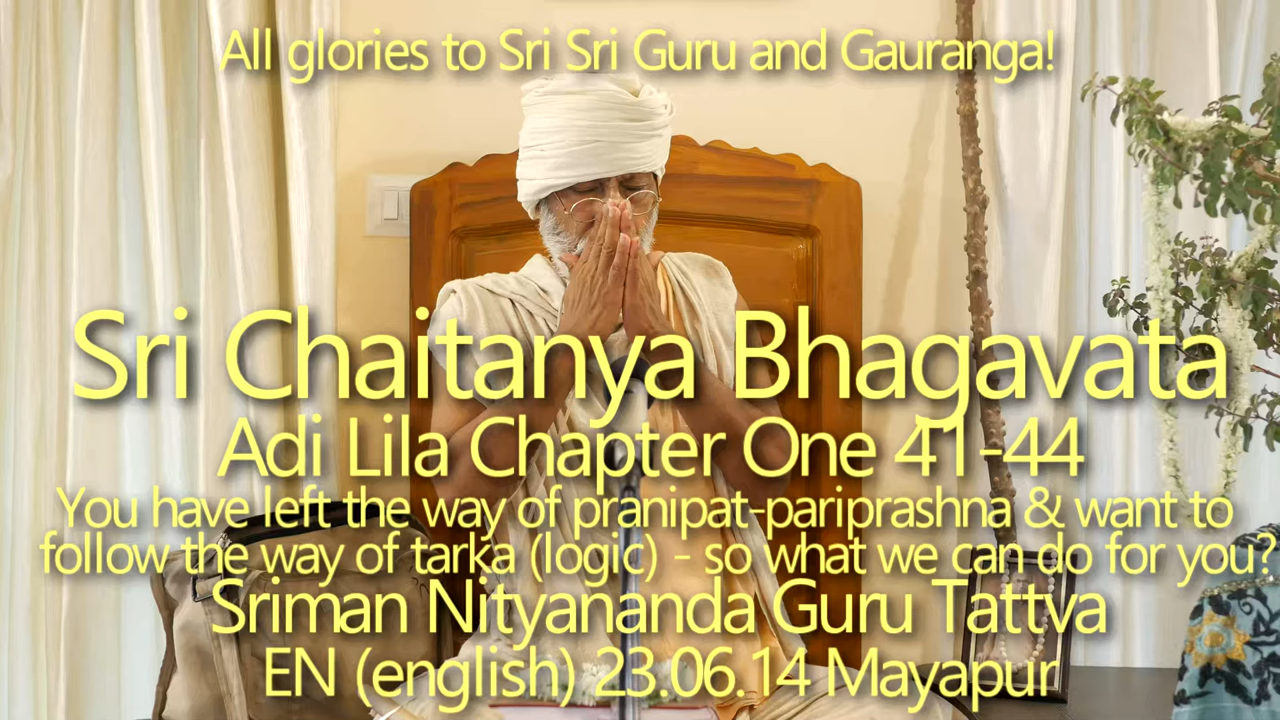 All glories to Sri Sri Guru and Gauranga!
Sri Chaitanya Bhagavata
Adi Lila Chapter One 41-44
You have left the way of pranipat-pariprashna & want to
follow the way of tarka (logic) - so what we can do for you?
Sriman Nityananda Guru Tattva
EN (english) 23.06.14 Mayapur